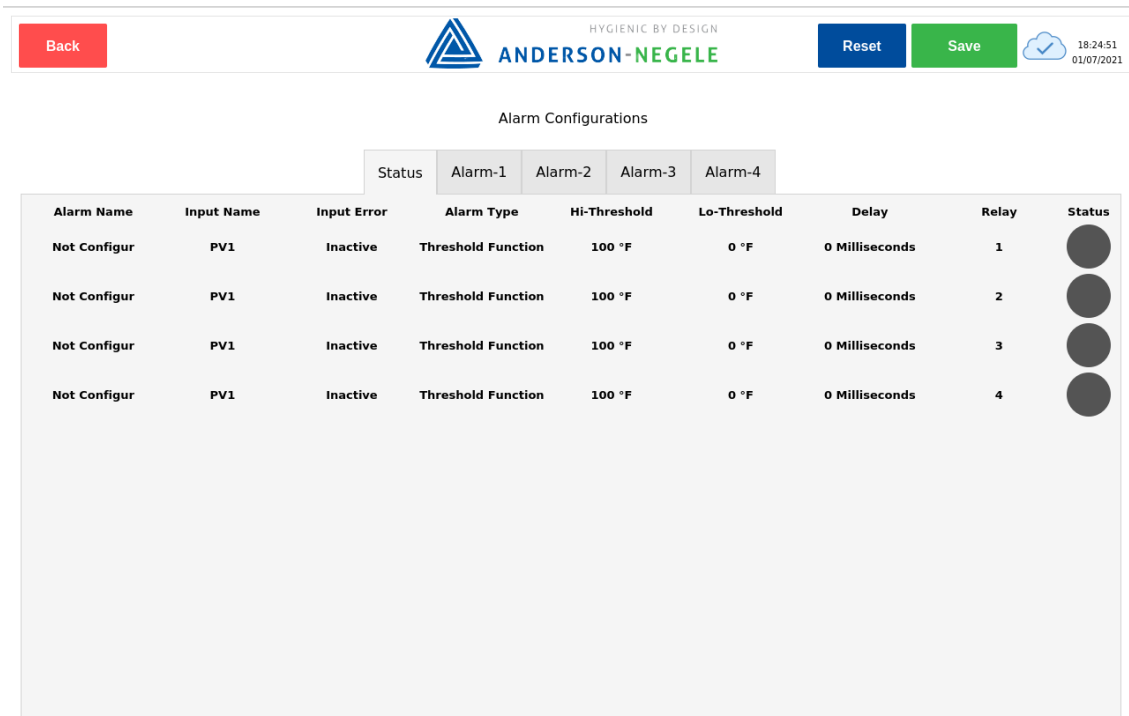 Back
HYGIENIC BY DESIGN
ANDERSON-NEGELE
Reset
Save
18:24:51
01/07/2021
Alarm Configurations
Status Alarm-1 Alarm-2 Alarm-3 Alarm-4
Alarm Name Input Name Input Error Alarm Type Hi-Threshold Lo-Threshold Delay Relay Status
Not Configur PV1 Inactive Threshold Function 100 °F 0 °F 0 Milliseconds 1
Not Configur PV1 Inactive Threshold Function 100 °F 0 °F 0 Milliseconds 2
Not Configur PV1 Inactive Threshold Function 100 °F 0 °F 0 Milliseconds 3
Not Configur PV1 Inactive Threshold Function 100 °F 0 °F 0 Milliseconds 4